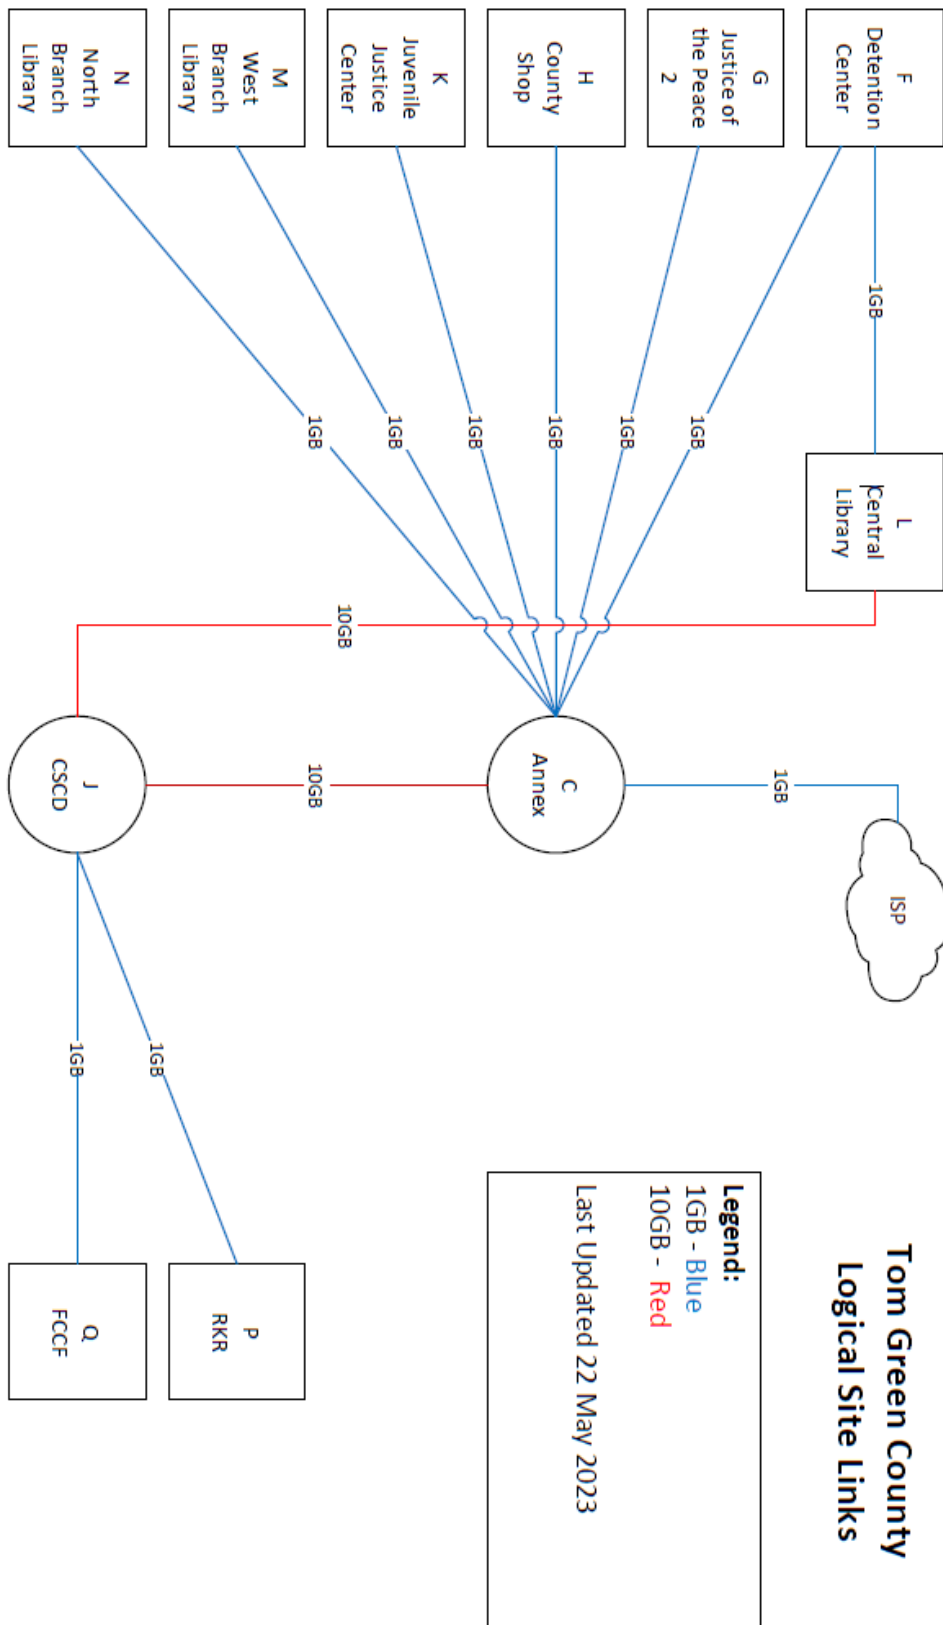 Tom Green County
Logical Site Links
ISP
1GB
Legend:
1GB - Blue
10GB - Red
Last Updated 22 May 2023
F
Detention
Center
G
Justice of
the Peace
2
H
County
Shop
K
Juvenile
Justice
Center
M
West
Branch
Library
N
North
Branch
Library
1GB
L
Central
Library
1GB
1GB
1GB
1GB
1GB
1GB
10GB
C
Annex
10GB
J
CSCD
1GB
1GB
P
RKR
Q
FCCF